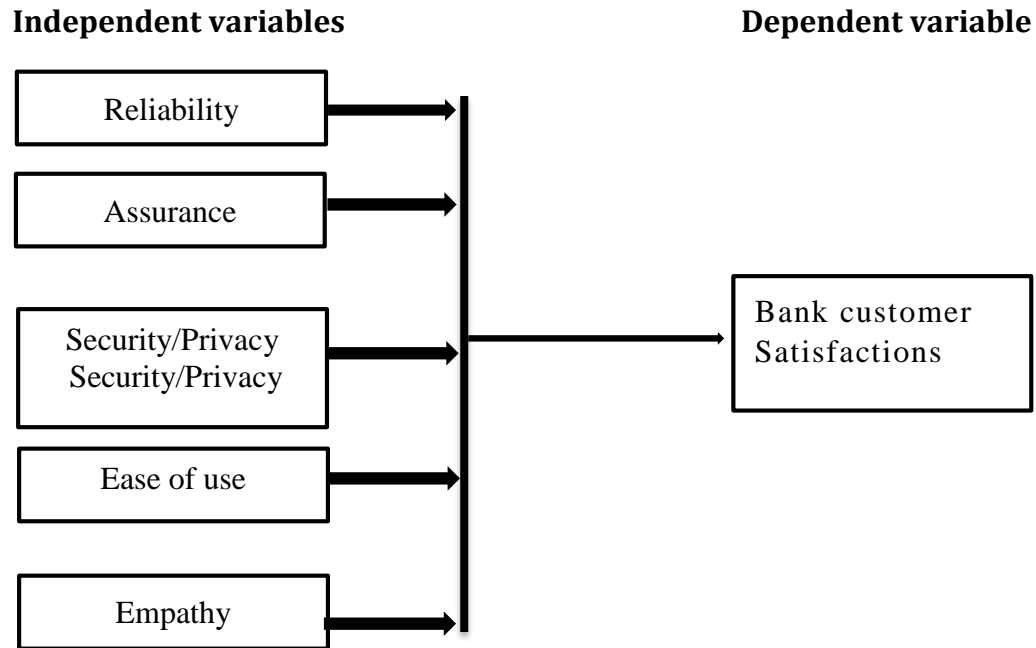 Independent variables
Dependent variable
Reliability
Assurance
Security/Privacy
Security/Privacy
Ease of use
Empathy
Bank customer
Satisfactions